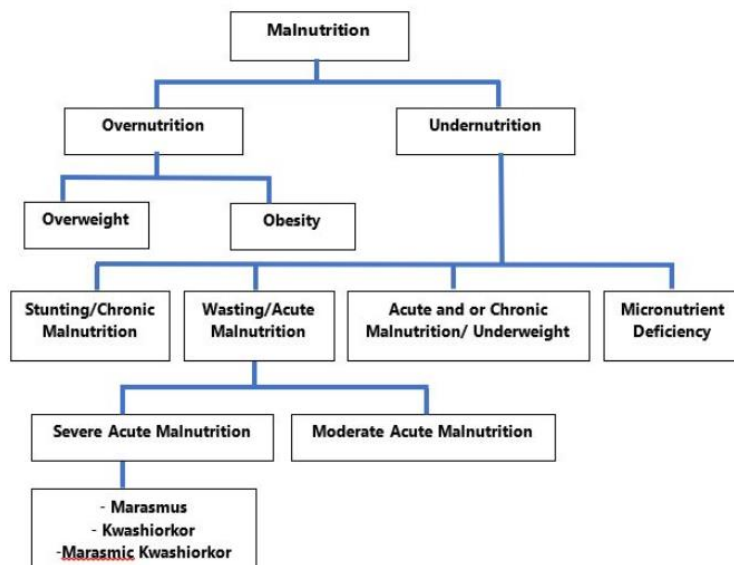 Malnutrition
Overnutrition
Undernutrition
Overweight
Obesity
Stunting/Chronic
Malnutrition
Wasting/Acute
Malnutrition
Acute and or Chronic
Malnutrition/ Underweight
Micronutrient
Deficiency
Severe Acute Malnutrition
Moderate Acute Malnutrition
- Marasmus
- Kwashiorkor
-Marasmic Kwashiorkor